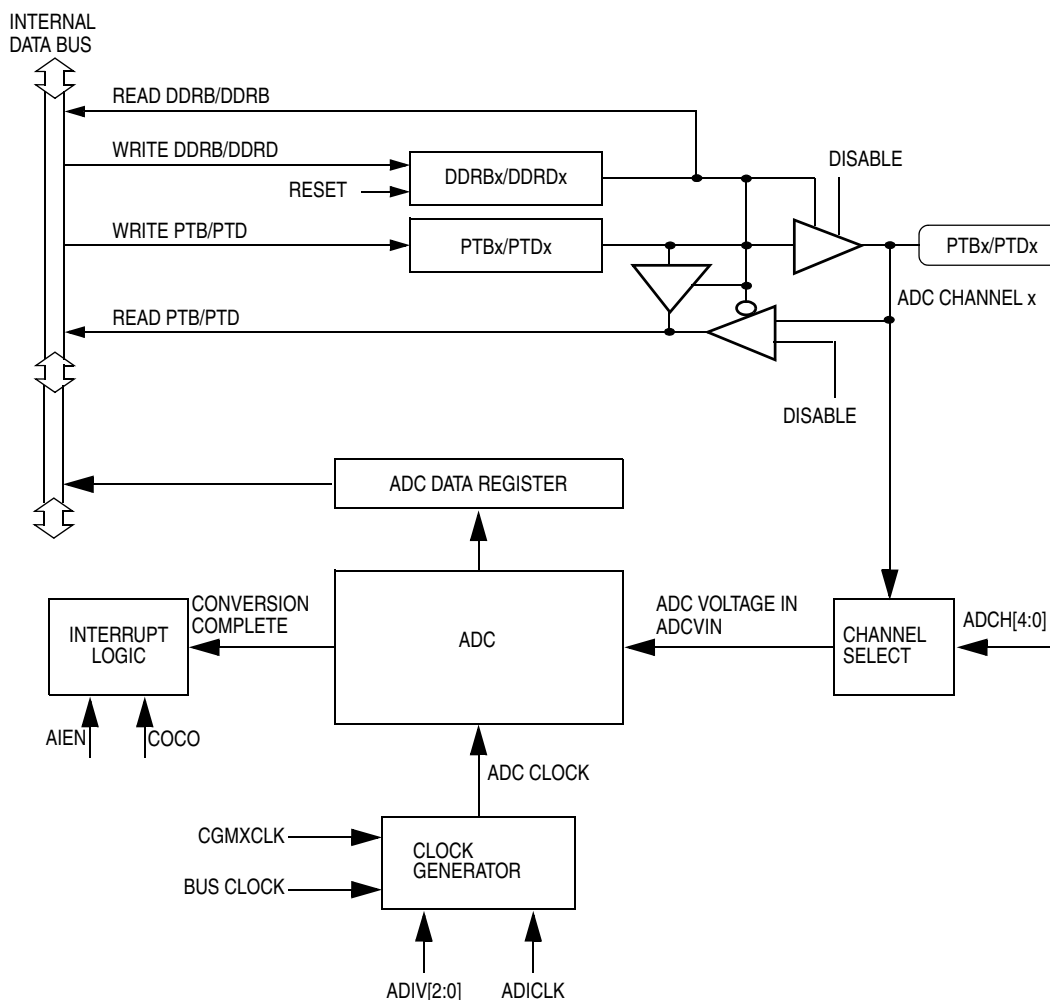 INTERNAL
DATA BUS
READ DDRB/DDRB
WRITE DDRB/DDRD
DISABLE
DDRBx/DDRDx
RESET
WRITE PTB/PTD
PTBx/PTDx
PTBx/PTDx
ADC CHANNEL x
READ PTB/PTD
DISABLE
ADC DATA REGISTER
INTERRUPT
LOGIC
CONVERSION
COMPLETE
ADC
ADC VOLTAGE IN
ADCVIN
CHANNEL
SELECT
ADCH[4:0]
AIEN
COCO
ADC CLOCK
CGMXCLK
CLOCK
GENERATOR
BUS CLOCK
ADIV[2:0]
ADICLK